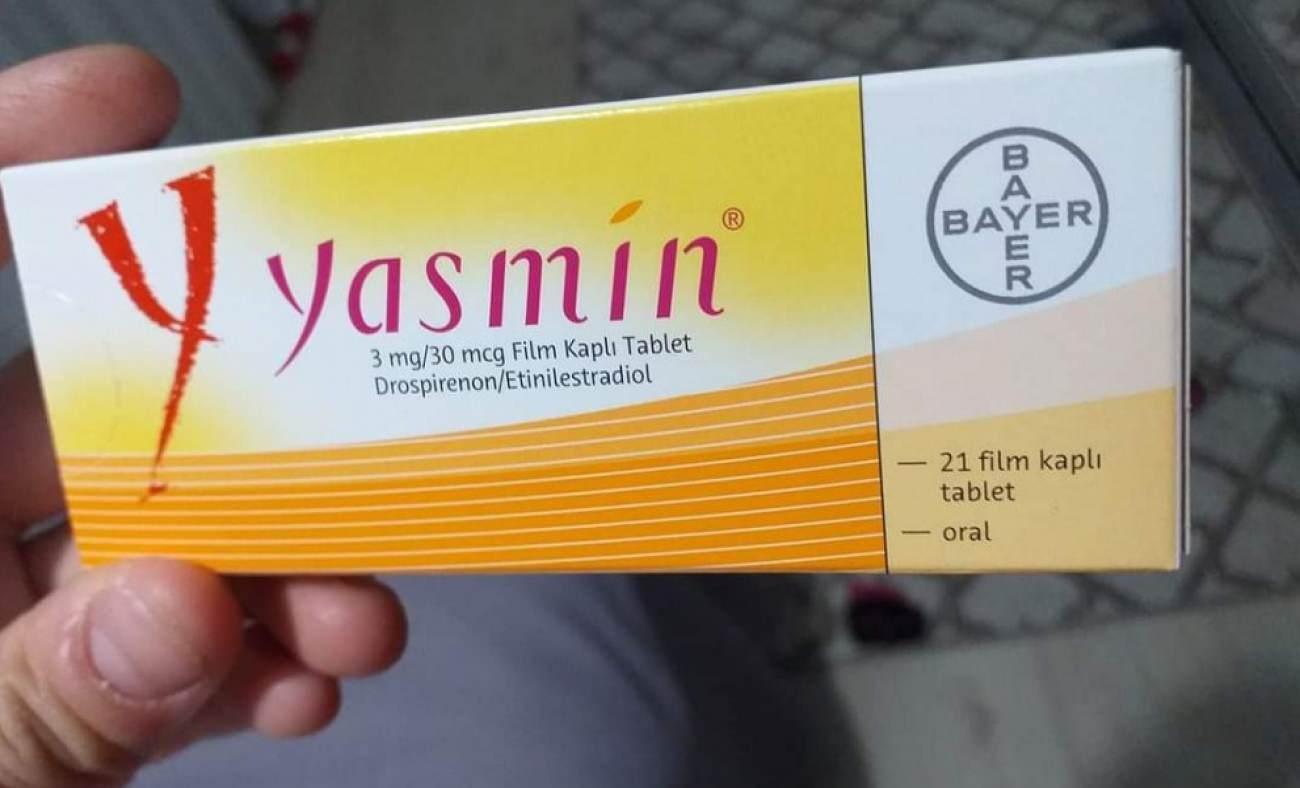 Y
yasmin®
3 mg/30 mcg Film Kaplı Tablet
Drospirenon/Etinilestradiol
BAYER
BAYER
— 21 film kaplı
tablet
— oral